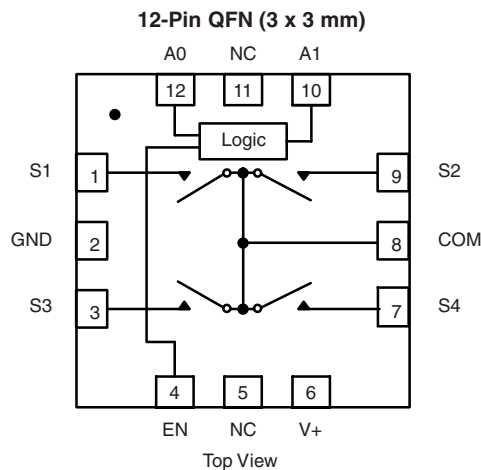 12-Pin QFN (3 x 3 mm)
A0 NC A1
12 11 10
Logic
S1 1 9 S2
GND 2 8 COM
S3 3 7 S4
4 5 6
EN NC V+
Top View